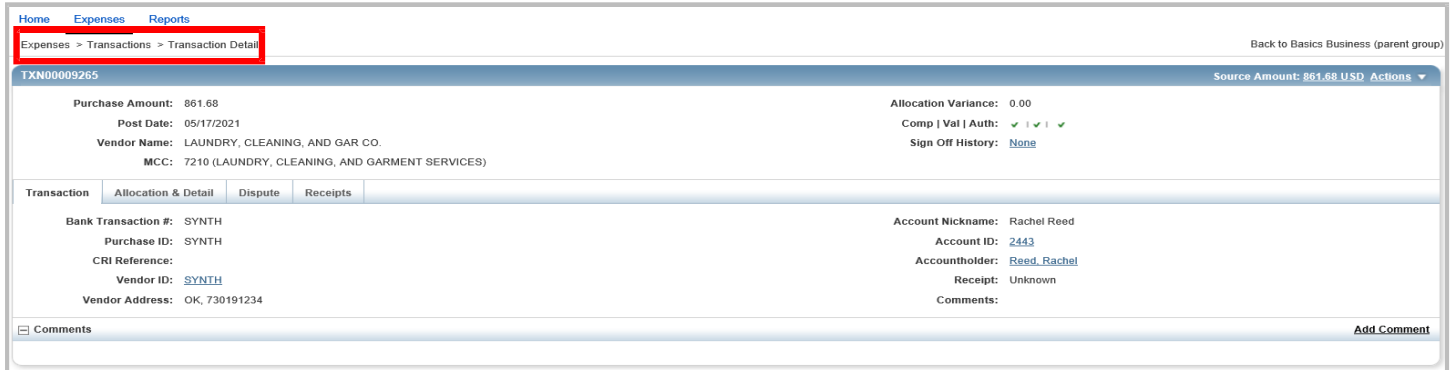 Home Expenses Reports
Expenses > Transactions > Transaction Detail
Back to Basics Business (parent group)
TXN00009265
Source Amount: 861.68 USD Actions ▼
Purchase Amount: 861.68
Allocation Variance: 0.00
Post Date: 05/17/2021
Comp | Val | Auth: ✔ | ✔ | ✔
Vendor Name: LAUNDRY, CLEANING, AND GAR CO.
Sign Off History: None
MCC: 7210 (LAUNDRY, CLEANING, AND GARMENT SERVICES)
Transaction Allocation & Detail Dispute Receipts
Bank Transaction #: SYNTH
Account Nickname: Rachel Reed
Purchase ID: SYNTH
Account ID: 2443
CRI Reference:
Accountholder: Reed, Rachel
Vendor ID: SYNTH
Receipt: Unknown
Vendor Address: OK, 730191234
Comments:
Comments
Add Comment